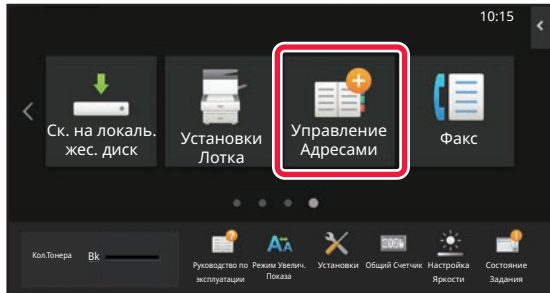 10:15
Ск. на локаль.
жес. диск
Установки
Лотка
Управление
Адресами
Факс
Кол.Тонера
Bk
Руководство по
эксплуатации
Режим Увелич.
Показа
Установки
Общий Счетчик
Настройка
Яркости
Состояние
Задания